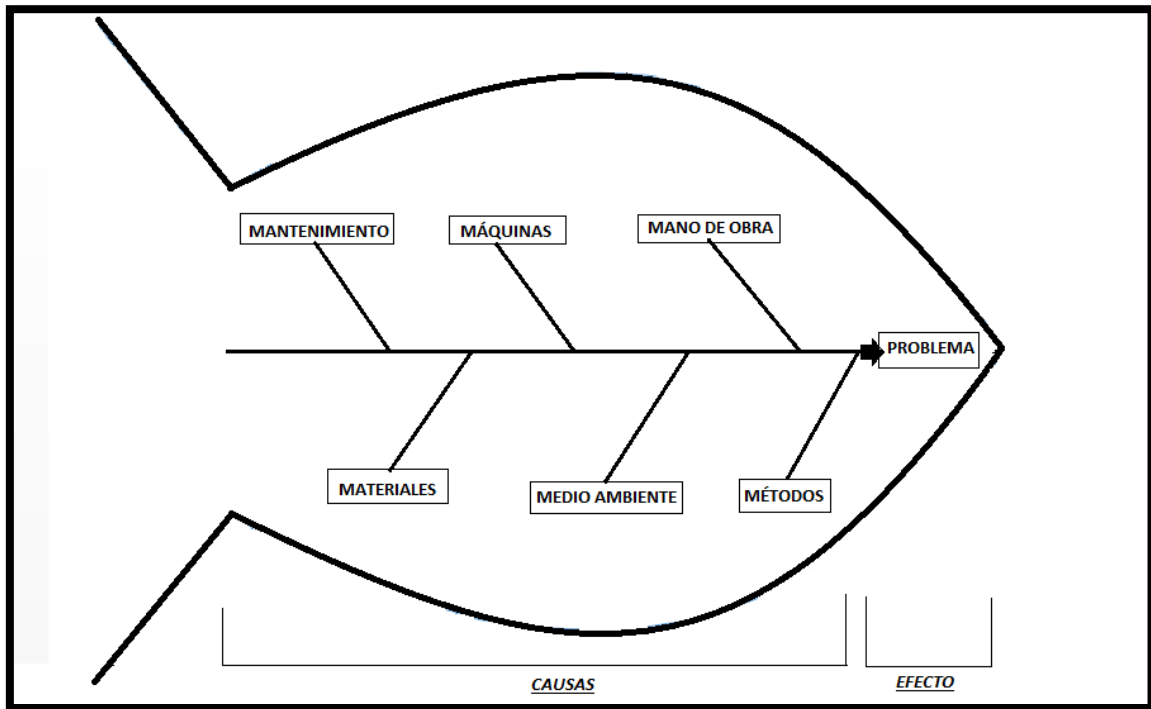 MANTENIMIENTO
MÁQUINAS
MANO DE OBRA
PROBLEMA
MATERIALES
MEDIO AMBIENTE
MÉTODOS
CAUSAS
EFECTO